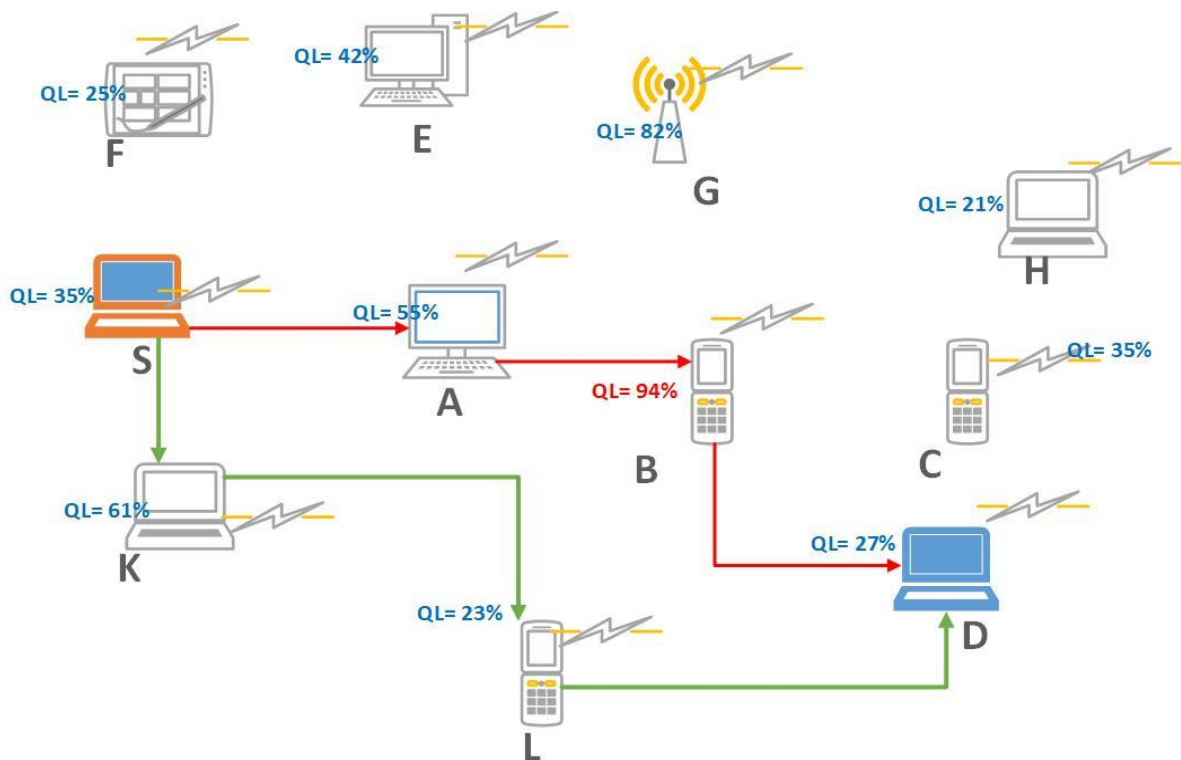 QL= 42%
QL= 25%
E
F
QL= 82%
G
QL= 21%
H
QL= 35%
QL= 55%
S
A
QL= 35%
QL= 94%
B
C
QL= 61%
K
QL= 27%
D
QL= 23%
L